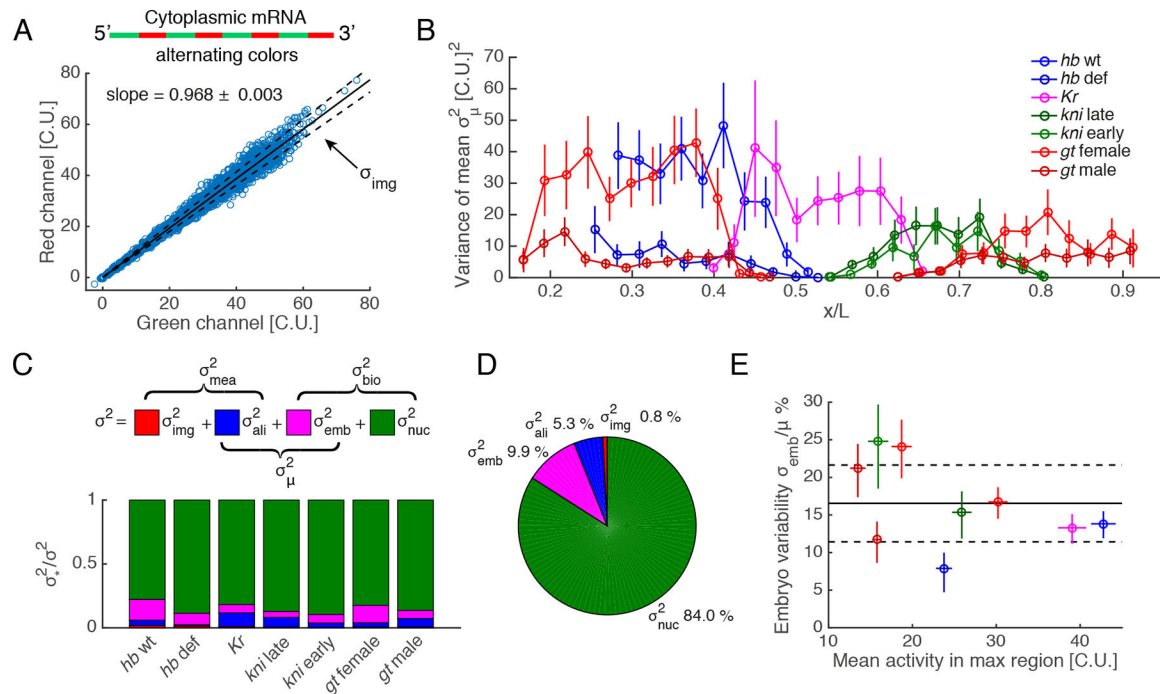 A
Cytoplasmic mRNA
5’ 3’
alternating colors
80
60
40
20
0
slope = 0.968 ± 0.003
σimg
0 20 40 60 80
Red channel [C.U.]
Green channel [C.U.]
B
70
60
50
40
30
20
10
0
0.2 0.3 0.4 0.5 0.6 0.7 0.8 0.9
Variance of mean σ²μ [C.U.]²
x/L
hb wt
hb def
Kr
kni late
kni early
gt female
gt male
C
σ²mea σ²bio
σ² = σ²img + σ²ali + σ²emb + σ²nuc
σ²μ
1
0.5
0
σ²*/σ²
hb wt
hb def
Kr
kni late
kni early
gt female
gt male
D
σ²img 0.8 %
σ²ali 5.3 %
σ²emb 9.9 %
σ²nuc 84.0 %
E
30
25
20
15
10
5
0
10 20 30 40
Embryo variability σemb/μ %
Mean activity in max region [C.U.]